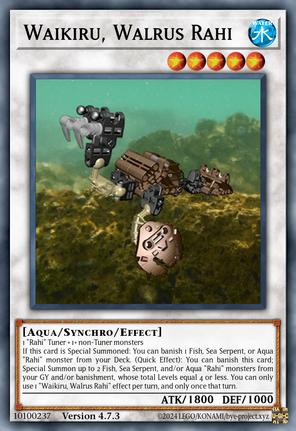 Waikiru, Walrus Rahi
WATER
水
[Aqua/Synchro/Effect]
1 "Rahi" Tuner + 1+ non-Tuner monsters
If this card is Special Summoned: You can banish 1 Fish, Sea Serpent, or Aqua
"Rahi" monster from your Deck. (Quick Effect): You can banish this card;
Special Summon up to 2 Fish, Sea Serpent, and/or Aqua "Rahi" monsters from
your GY and/or banishment, whose total Levels equal 4 or less. You can only
use 1 "Waikiru, Walrus Rahi" effect per turn, and only once that turn.
ATK/1800 DEF/1000
10100237 Version 4.7.3 ©2024 LEGO/KONAMI/bye-project.xyz